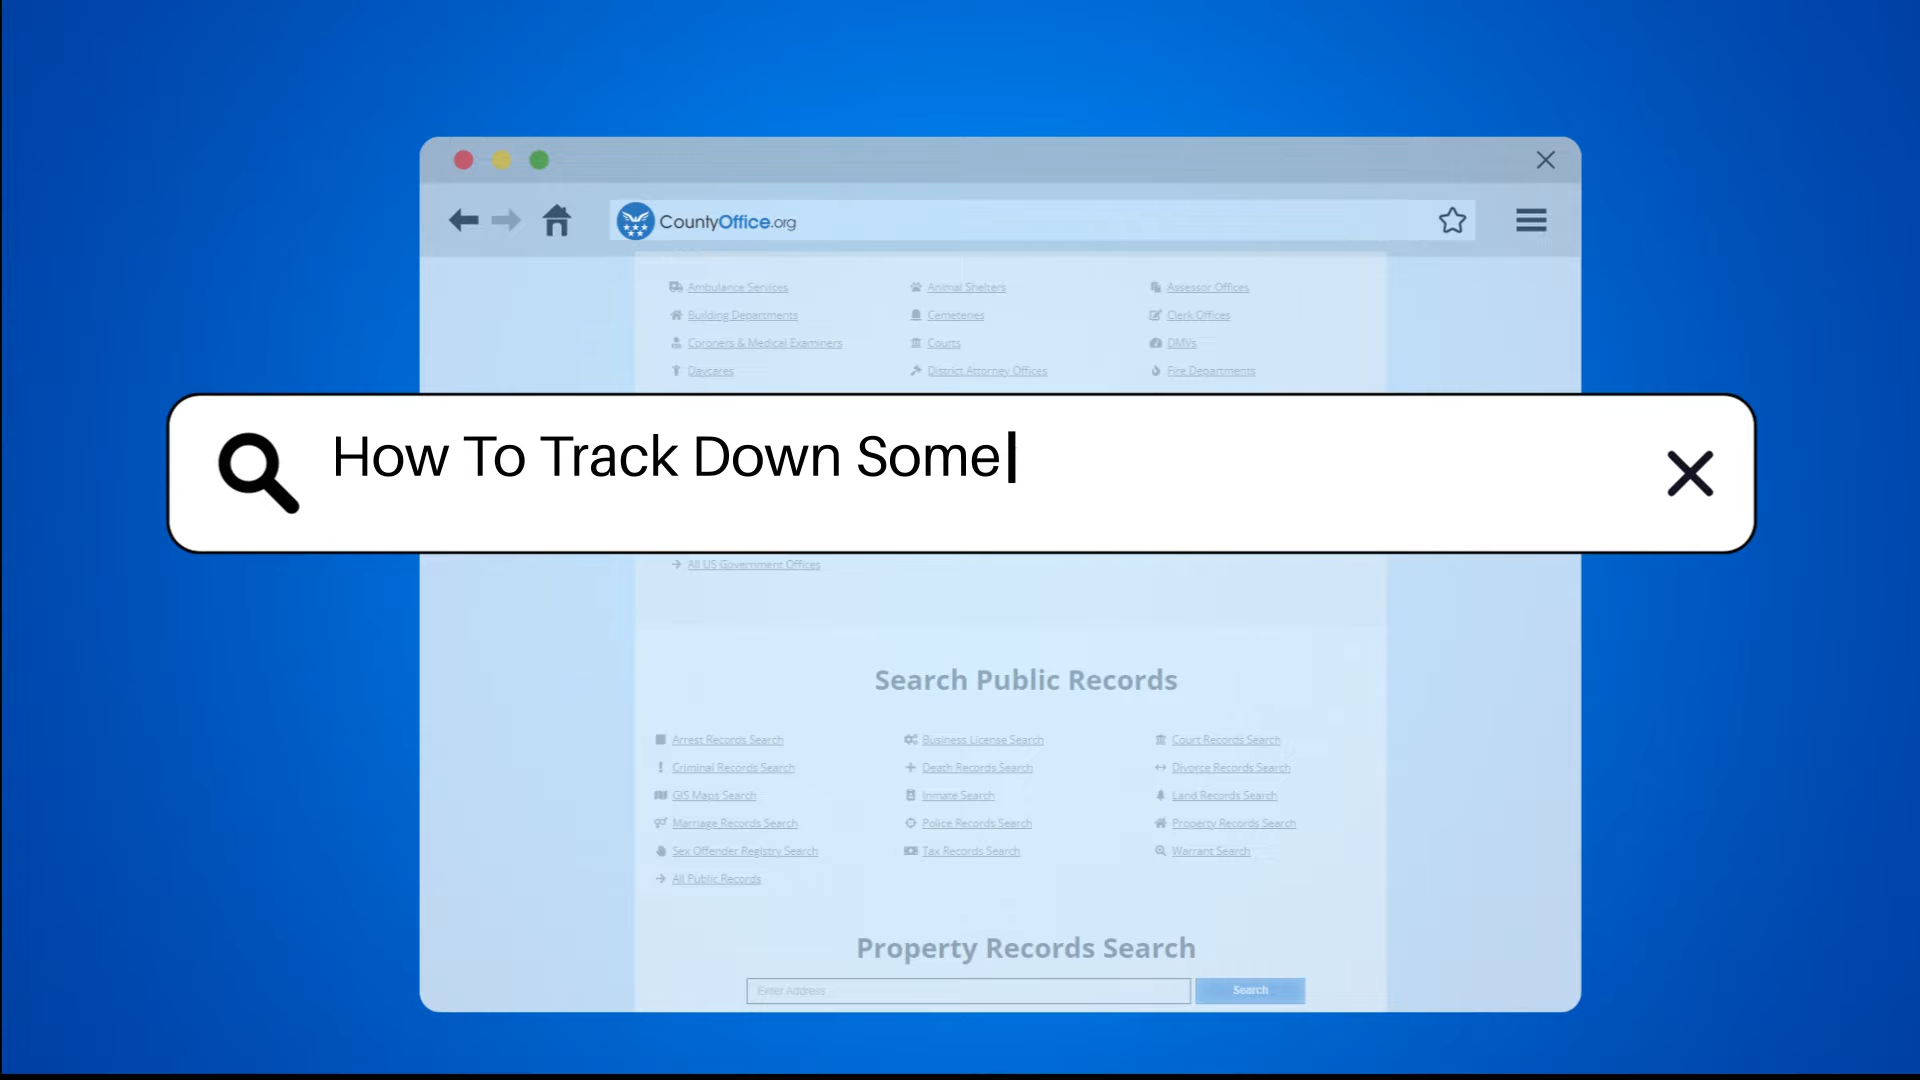 CountyOffice.org
Ambulance Services Animal Shelters Assessor Offices
Building Departments Cemeteries Clerk Offices
Coroners & Medical Examiners Courts DMVs
Daycares District Attorney Offices Fire Departments
How To Track Down Some
All US Government Offices
Search Public Records
Arrest Records Search Business License Search Court Records Search
Criminal Records Search Death Records Search Divorce Records Search
GIS Maps Search Inmate Search Land Records Search
Marriage Records Search Police Records Search Property Records Search
Sex Offender Registry Search Tax Records Search Warrant Search
All Public Records
Property Records Search
Enter Address Search